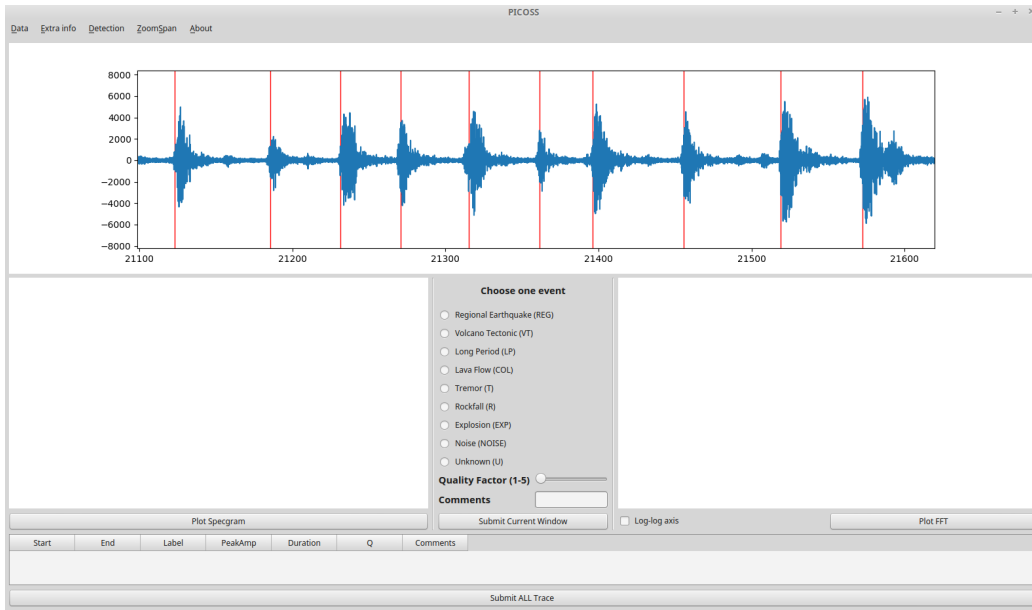 PICOSS
Data Extra info Detection ZoomSpan About
8000
6000
4000
2000
0
−2000
−4000
−6000
−8000
21100 21200 21300 21400 21500 21600
Choose one event
Regional Earthquake (REG)
Volcano Tectonic (VT)
Long Period (LP)
Lava Flow (COL)
Tremor (T)
Rockfall (R)
Explosion (EXP)
Noise (NOISE)
Unknown (U)
Quality Factor (1-5)
Comments
Plot Specgram Submit Current Window Log-log axis Plot FFT
Start End Label PeakAmp Duration Q Comments
Submit ALL Trace